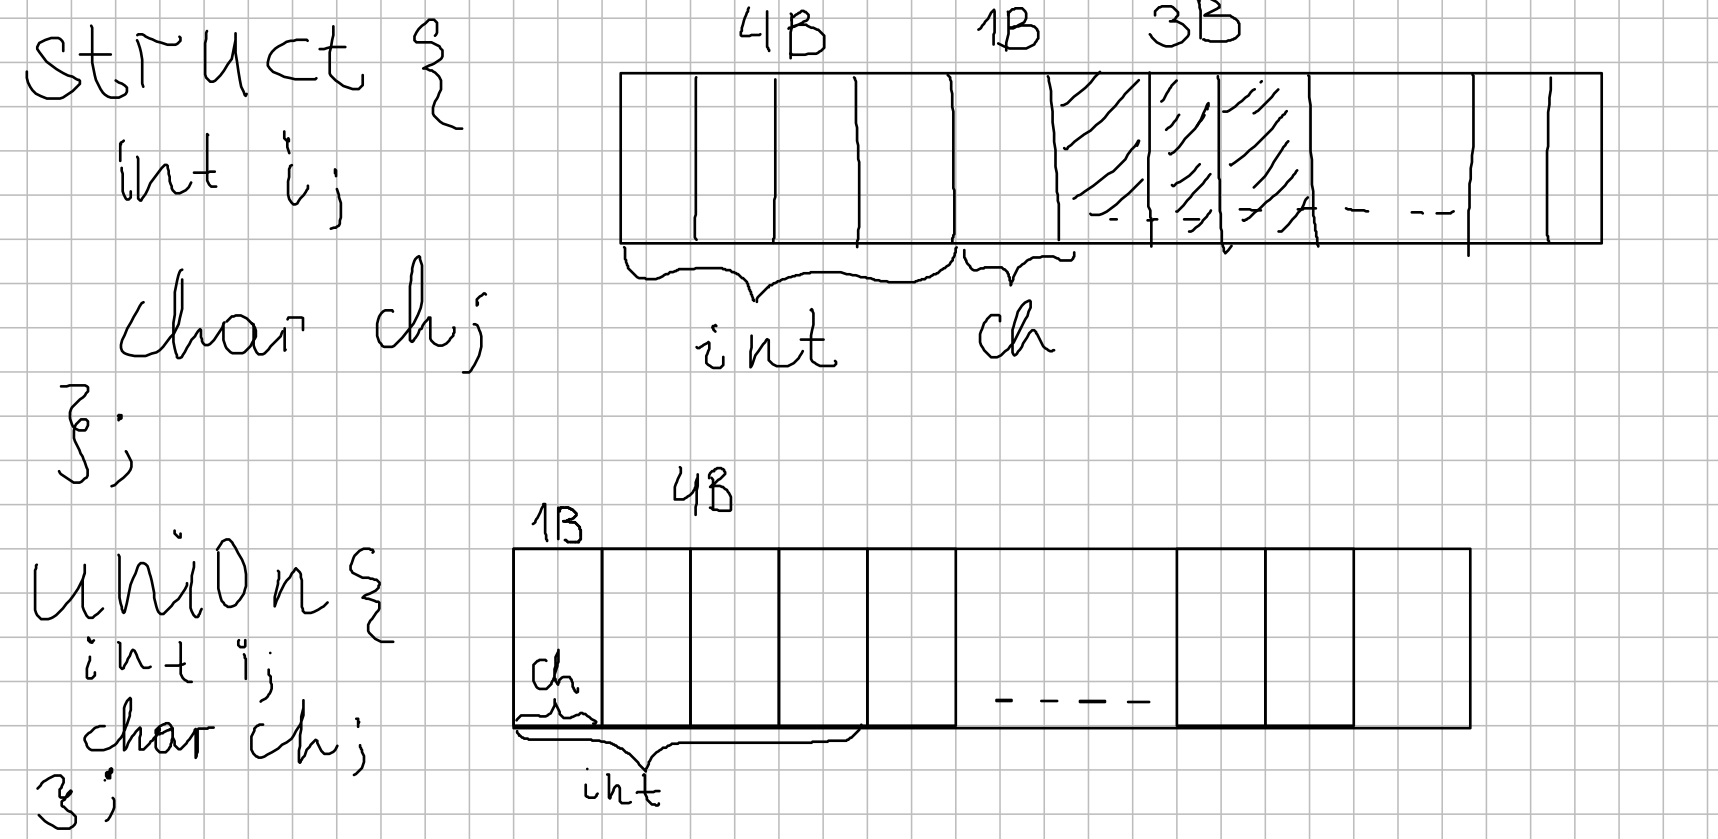 struct {
int i;
char ch;
};
4B 1B 3B
int ch
union{
int i;
char ch;
};
1B 4B
ch
int